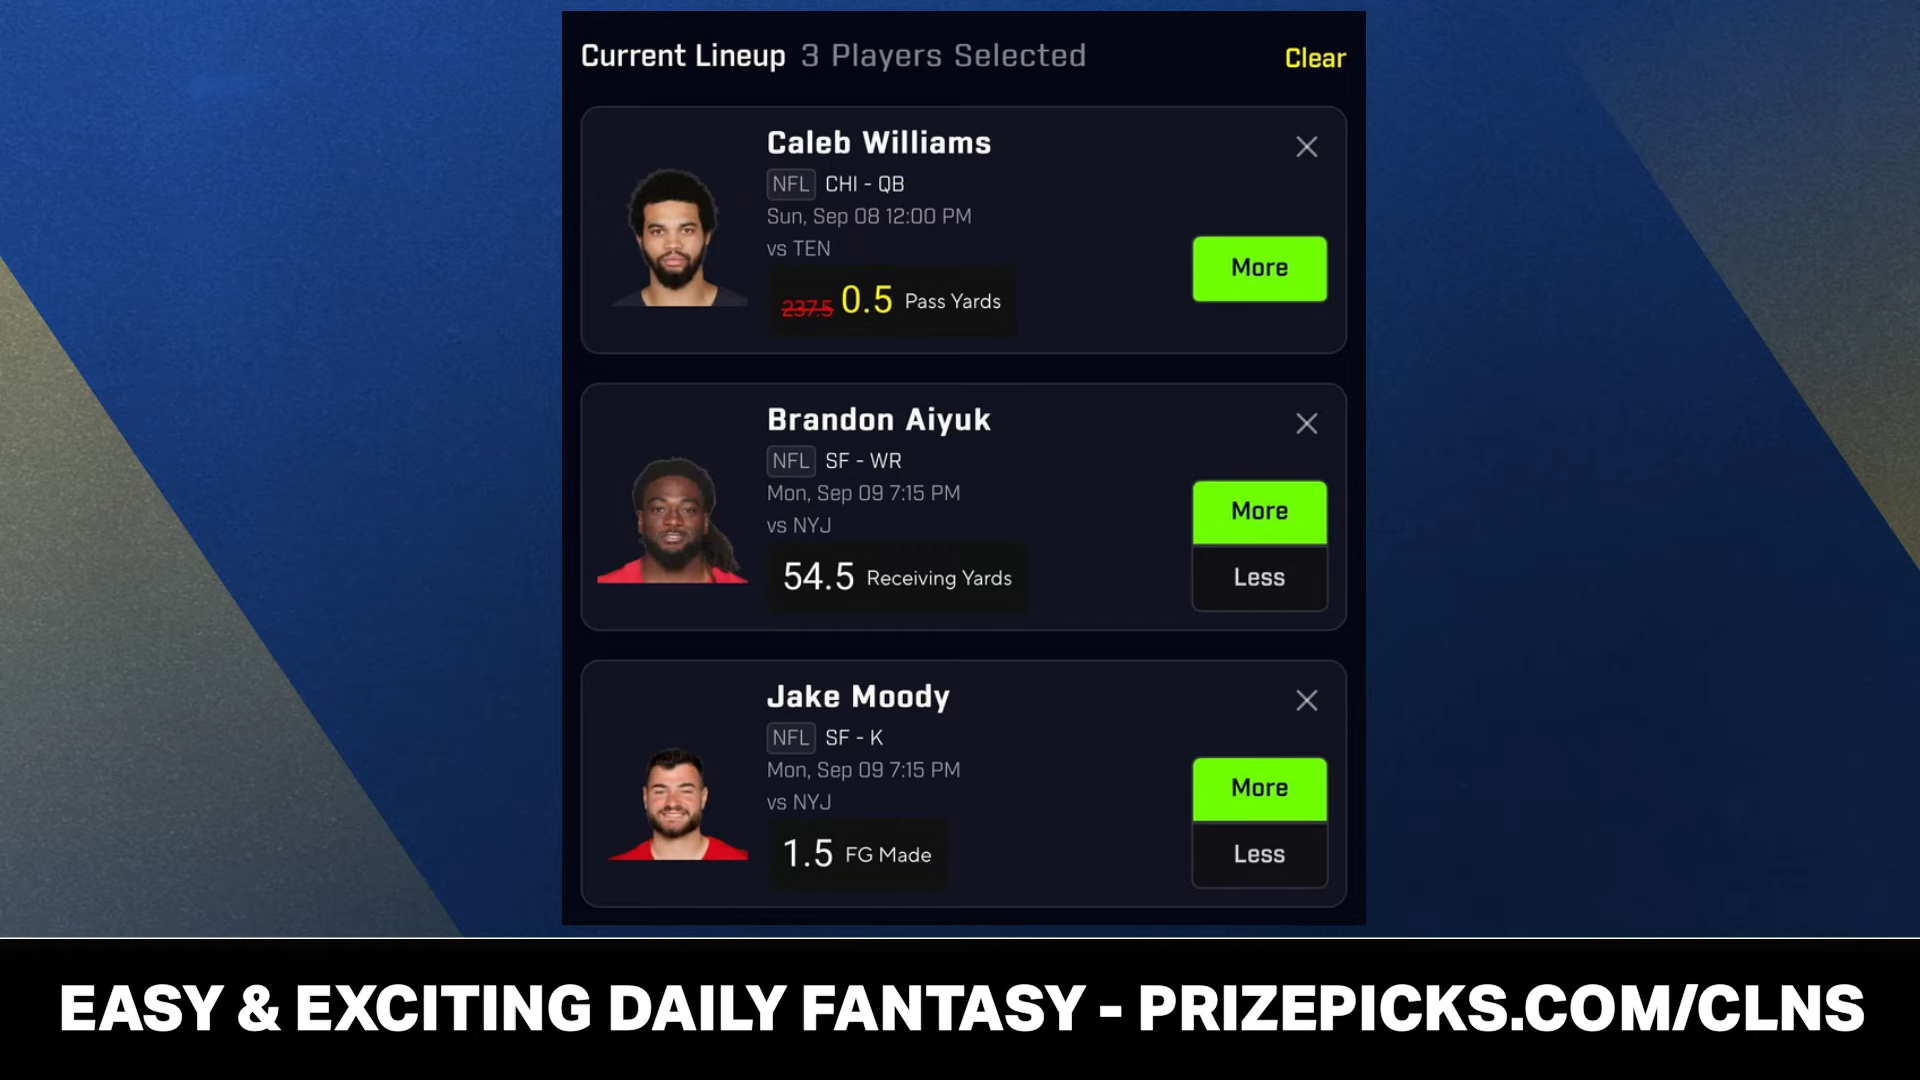 Current Lineup 3 Players Selected Clear
Caleb Williams
NFL CHI - QB
Sun, Sep 08 12:00 PM
vs TEN
More
237.5 0.5 Pass Yards
Brandon Aiyuk
NFL SF - WR
Mon, Sep 09 7:15 PM
vs NYJ
More
54.5 Receiving Yards
Less
Jake Moody
NFL SF - K
Mon, Sep 09 7:15 PM
vs NYJ
More
1.5 FG Made
Less
EASY & EXCITING DAILY FANTASY - PRIZEPICKS.COM/CLNS